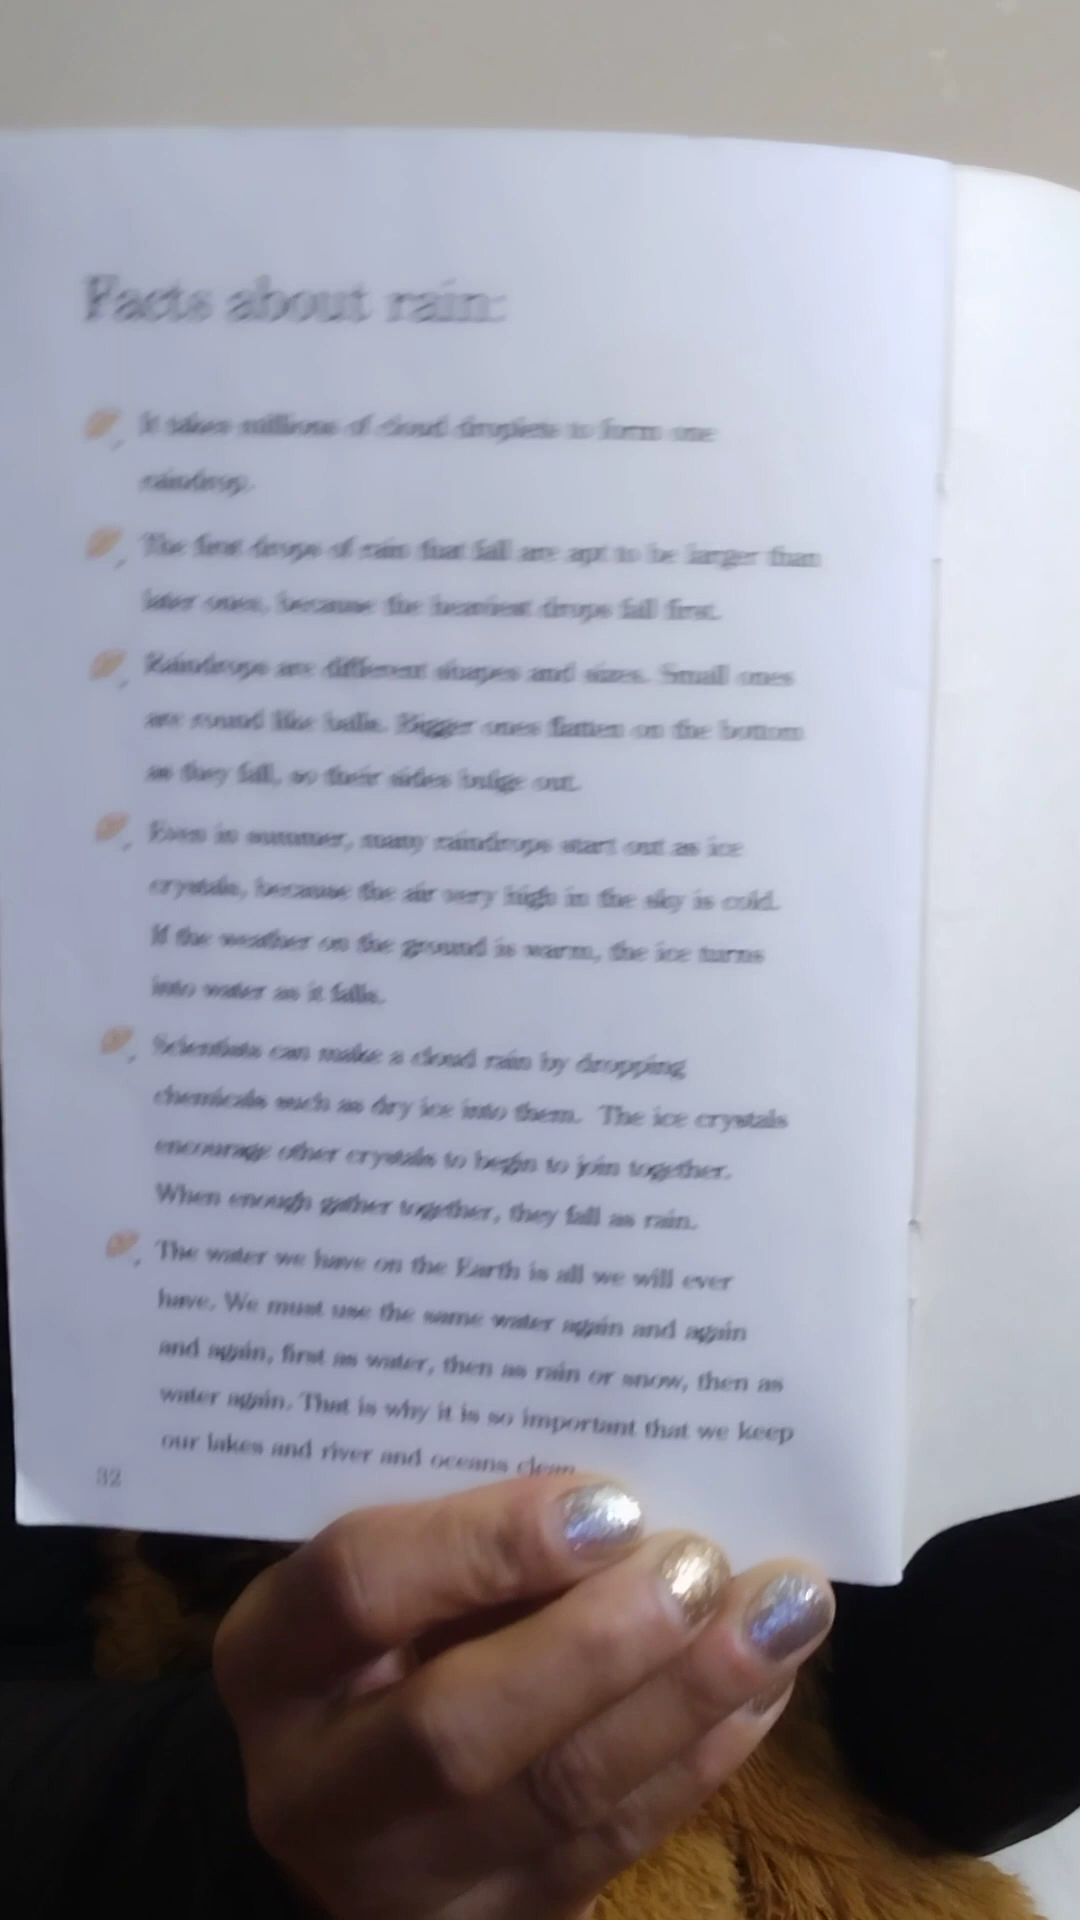 Facts about rain:
It takes millions of cloud droplets to form one
raindrop.
The first drops of rain that fall are apt to be larger than
later ones, because the heaviest drops fall first.
Raindrops are different shapes and sizes. Small ones
are round like balls. Bigger ones flatten on the bottom
as they fall, so their sides bulge out.
Even in summer, many raindrops start out as ice
crystals, because the air very high in the sky is cold.
If the weather on the ground is warm, the ice turns
into water as it falls.
Scientists can make a cloud rain by dropping
chemicals such as dry ice into them. The ice crystals
encourage other crystals to begin to join together.
When enough gather together, they fall as rain.
The water we have on the Earth is all we will ever
have. We must use the same water again and again
and again, first as water, then as rain or snow, then as
water again. That is why it is so important that we keep
our lakes and river and oceans clean.
32